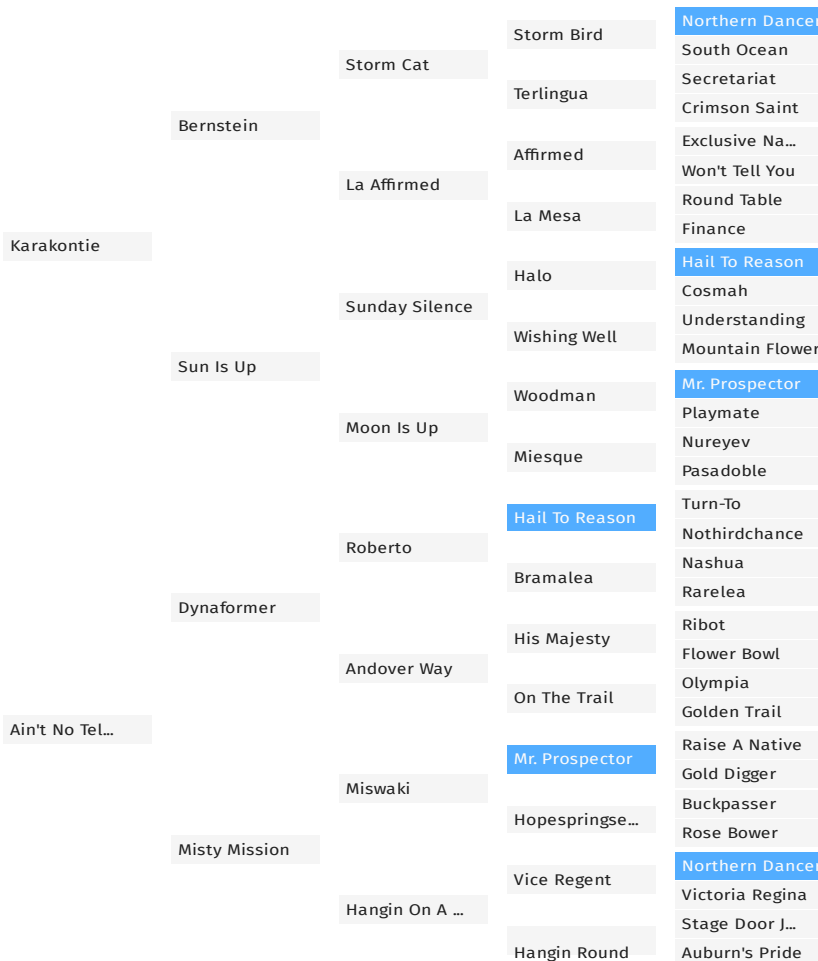 Northern Dancer
Storm Bird
South Ocean
Storm Cat
Secretariat
Terlingua
Crimson Saint
Bernstein
Exclusive Na...
Affirmed
Won't Tell You
La Affirmed
Round Table
La Mesa
Finance
Karakontie
Hail To Reason
Halo
Cosmah
Sunday Silence
Understanding
Wishing Well
Mountain Flower
Sun Is Up
Mr. Prospector
Woodman
Playmate
Moon Is Up
Nureyev
Miesque
Pasadoble
Turn-To
Hail To Reason
Nothirdchance
Roberto
Nashua
Bramalea
Rarelea
Dynaformer
Ribot
His Majesty
Flower Bowl
Andover Way
Olympia
On The Trail
Golden Trail
Ain't No Tel...
Raise A Native
Mr. Prospector
Gold Digger
Miswaki
Buckpasser
Hopespringse...
Rose Bower
Misty Mission
Northern Dancer
Vice Regent
Victoria Regina
Hangin On A ...
Stage Door J...
Hangin Round
Auburn's Pride